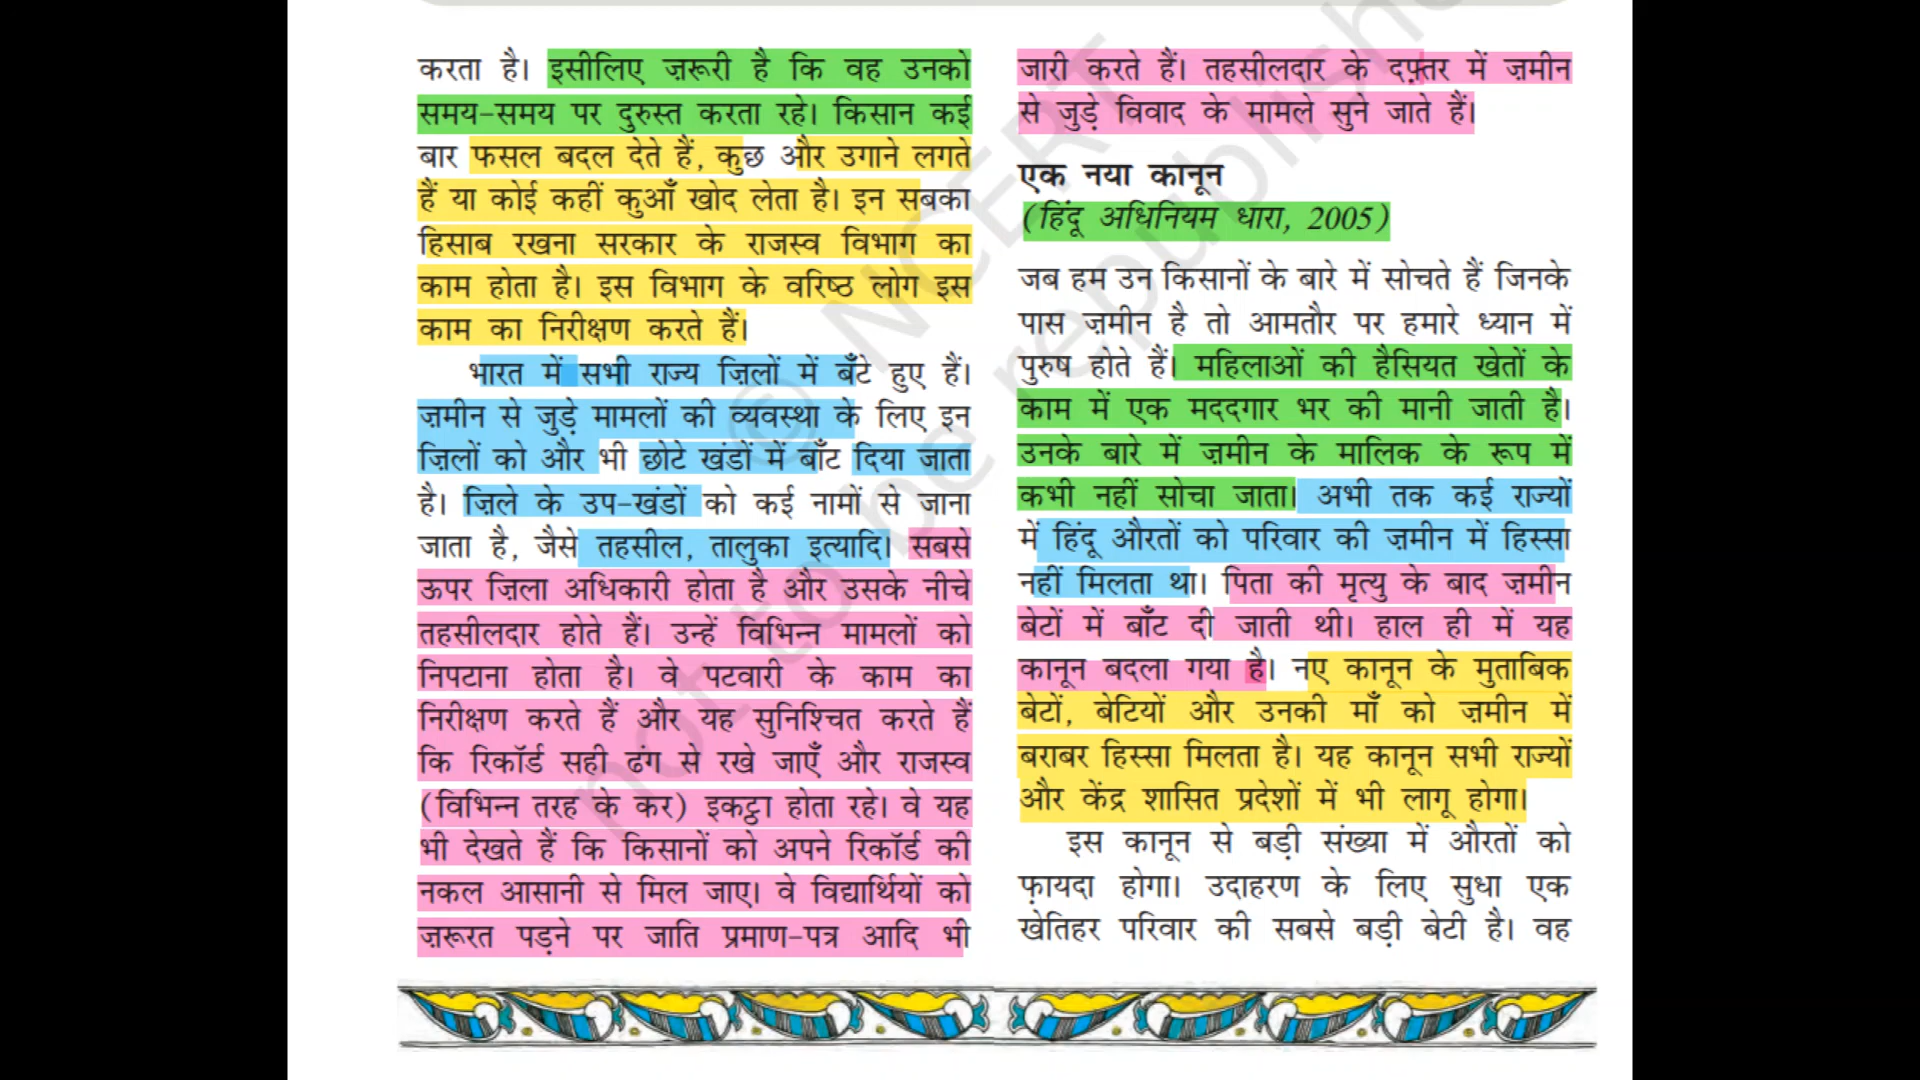 करता है। इसीलिए ज़रूरी है कि वह उनको
समय-समय पर दुरुस्त करता रहे। किसान कई
बार फसल बदल देते हैं, कुछ और उगाने लगते
हैं या कोई कहीं कुआँ खोद लेता है। इन सबका
हिसाब रखना सरकार के राजस्व विभाग का
काम होता है। इस विभाग के वरिष्ठ लोग इस
काम का निरीक्षण करते हैं।
भारत में सभी राज्य ज़िलों में बँटे हुए हैं।
ज़मीन से जुड़े मामलों की व्यवस्था के लिए इन
ज़िलों को और भी छोटे खंडों में बाँट दिया जाता
है। ज़िले के उप-खंडों को कई नामों से जाना
जाता है, जैसे तहसील, तालुका इत्यादि। सबसे
ऊपर ज़िला अधिकारी होता है और उसके नीचे
तहसीलदार होते हैं। उन्हें विभिन्न मामलों को
निपटाना होता है। वे पटवारी के काम का
निरीक्षण करते हैं और यह सुनिश्चित करते हैं
कि रिकॉर्ड सही ढंग से रखे जाएँ और राजस्व
(विभिन्न तरह के कर) इकट्ठा होता रहे। वे यह
भी देखते हैं कि किसानों को अपने रिकॉर्ड की
नकल आसानी से मिल जाए। वे विद्यार्थियों को
ज़रूरत पड़ने पर जाति प्रमाण-पत्र आदि भी
जारी करते हैं। तहसीलदार के दफ़्तर में ज़मीन
से जुड़े विवाद के मामले सुने जाते हैं।
एक नया कानून
(हिंदू अधिनियम धारा, 2005)
जब हम उन किसानों के बारे में सोचते हैं जिनके
पास ज़मीन है तो आमतौर पर हमारे ध्यान में
पुरुष होते हैं। महिलाओं की हैसियत खेतों के
काम में एक मददगार भर की मानी जाती है।
उनके बारे में ज़मीन के मालिक के रूप में
कभी नहीं सोचा जाता। अभी तक कई राज्यों
में हिंदू औरतों को परिवार की ज़मीन में हिस्सा
नहीं मिलता था। पिता की मृत्यु के बाद ज़मीन
बेटों में बाँट दी जाती थी। हाल ही में यह
कानून बदला गया है। नए कानून के मुताबिक
बेटों, बेटियों और उनकी माँ को ज़मीन में
बराबर हिस्सा मिलता है। यह कानून सभी राज्यों
और केंद्र शासित प्रदेशों में भी लागू होगा।
इस कानून से बड़ी संख्या में औरतों को
फ़ायदा होगा। उदाहरण के लिए सुधा एक
खेतिहर परिवार की सबसे बड़ी बेटी है। वह
© NCERT
not to be republished